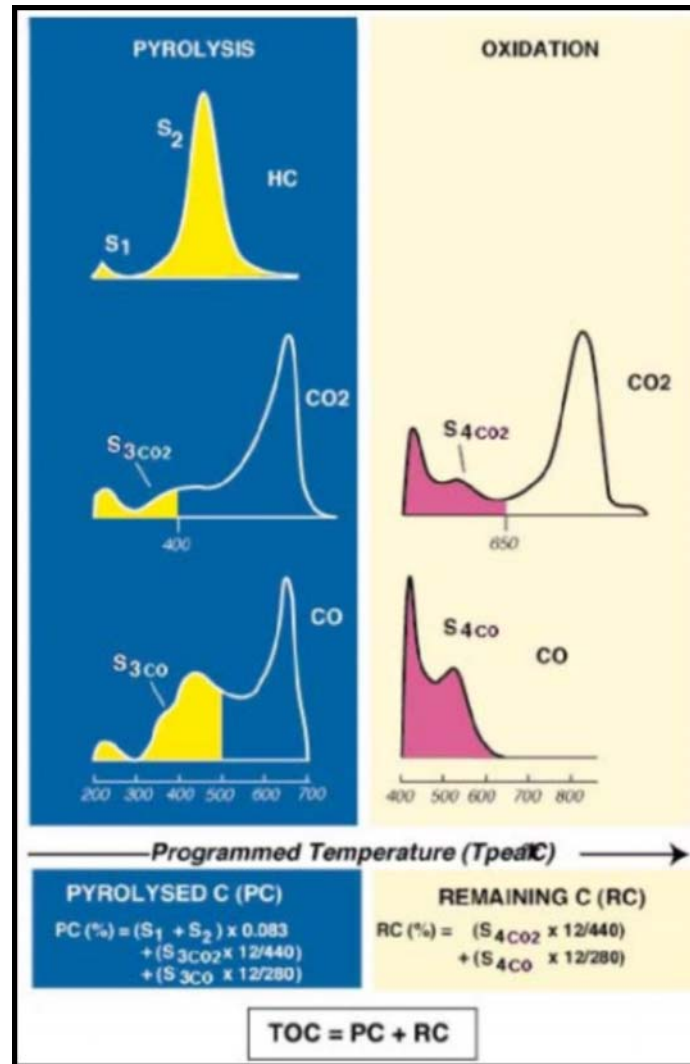 PYROLYSIS
S2
HC
S1
CO2
S3CO2
400
CO
S3CO
200 300 400 500 600 700
OXIDATION
CO2
S4CO2
650
S4CO
CO
400 500 600 700 800
Programmed Temperature (Tpeak°C)
PYROLYSED C (PC)
PC (%) = (S1 + S2) x 0.083
+ (S3CO2 x 12/440)
+ (S3CO x 12/280)
REMAINING C (RC)
RC (%) = (S4CO2 x 12/440)
+ (S4CO x 12/280)
TOC = PC + RC